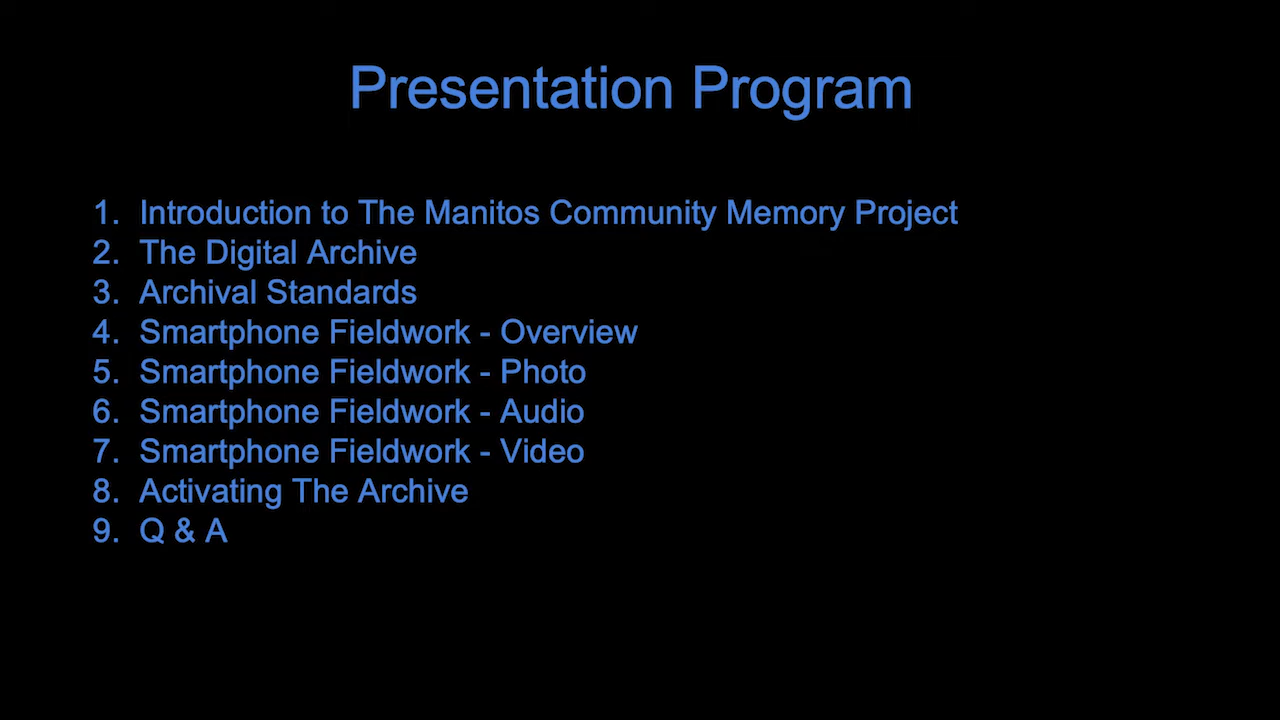 Presentation Program
1. Introduction to The Manitos Community Memory Project
2. The Digital Archive
3. Archival Standards
4. Smartphone Fieldwork - Overview
5. Smartphone Fieldwork - Photo
6. Smartphone Fieldwork - Audio
7. Smartphone Fieldwork - Video
8. Activating The Archive
9. Q & A